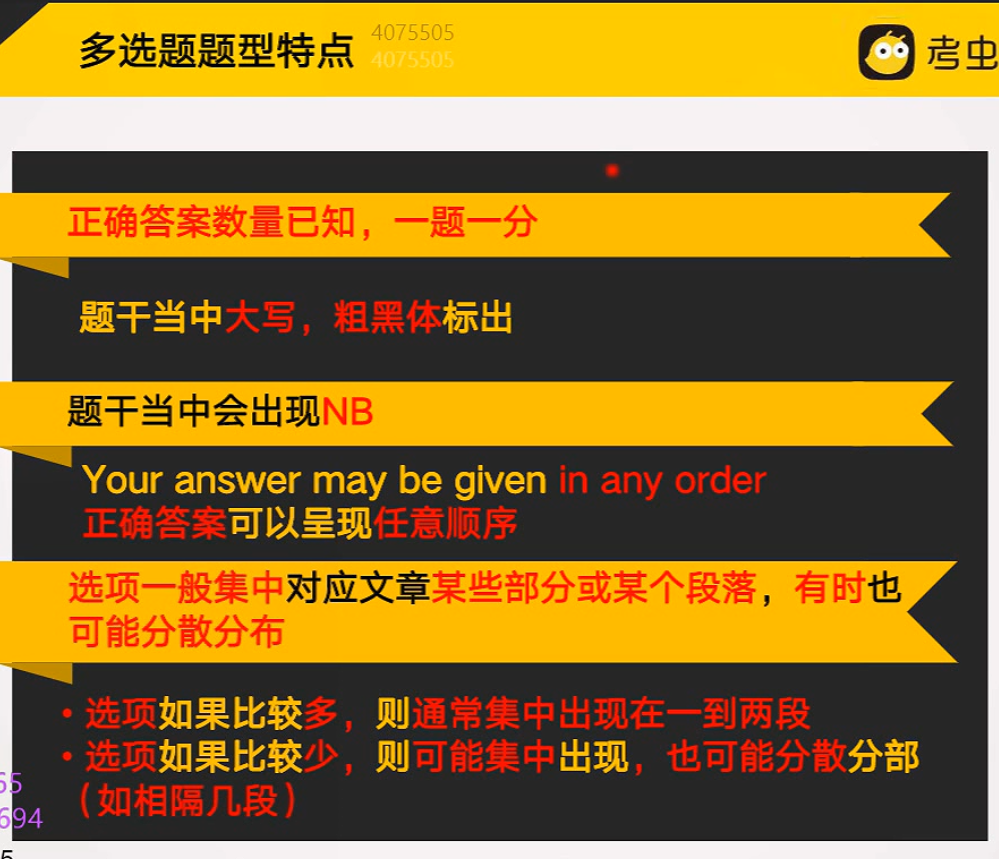 多选题题型特点
4075505
4075505
考虫
正确答案数量已知，一题一分
题干当中大写，粗黑体标出
题干当中会出现NB
Your answer may be given in any order
正确答案可以呈现任意顺序
选项一般集中对应文章某些部分或某个段落，有时也
可能分散分布
• 选项如果比较多，则通常集中出现在一到两段
• 选项如果比较少，则可能集中出现，也可能分散分部
（如相隔几段）
65
694
5